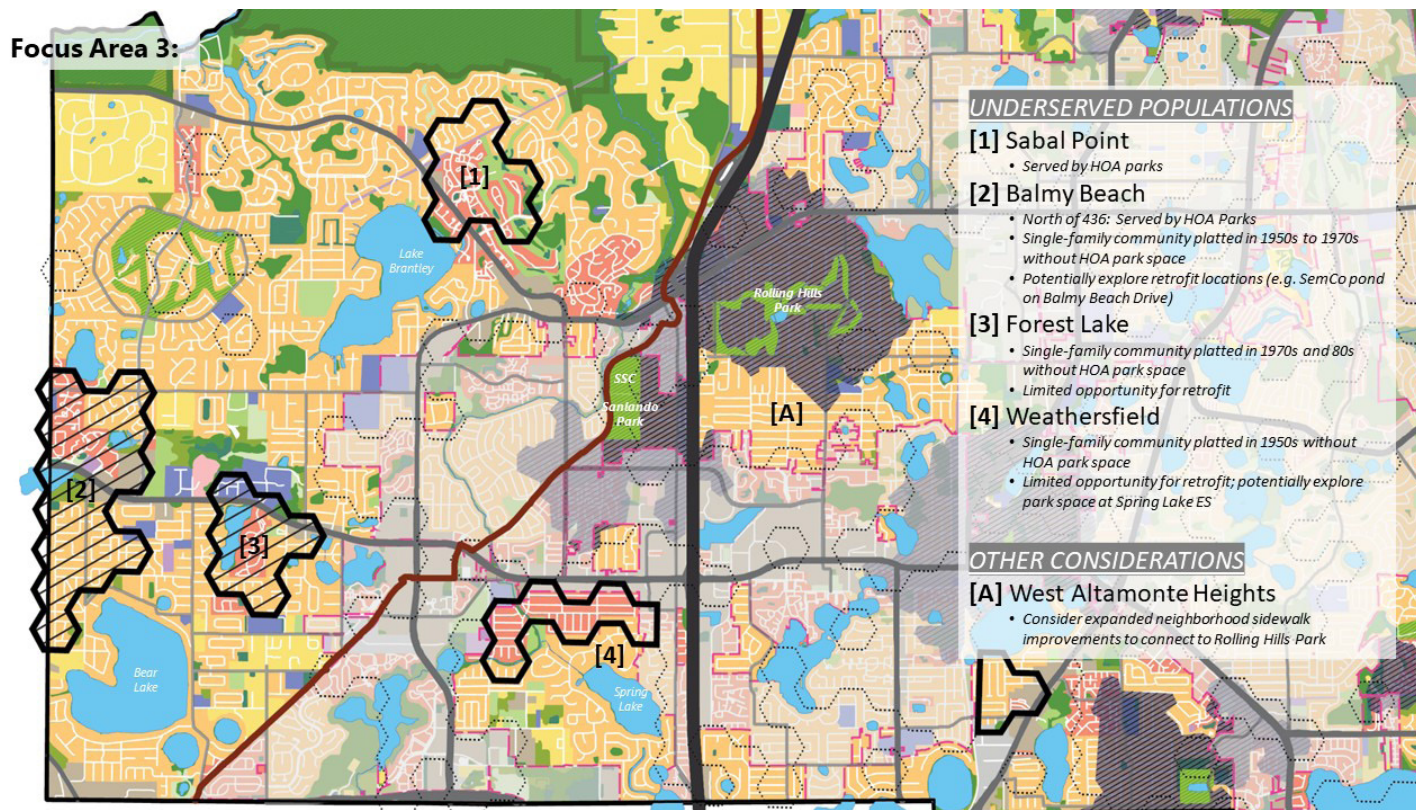 Focus Area 3:
[1]
Lake
Brantley
Rolling Hills
Park
SSC
Sanlando
Park
[A]
[2]
[3]
[4]
Bear
Lake
Spring
Lake
UNDERSERVED POPULATIONS
[1] Sabal Point
• Served by HOA parks
[2] Balmy Beach
• North of 436: Served by HOA Parks
• Single-family community platted in 1950s to 1970s
without HOA park space
• Potentially explore retrofit locations (e.g. SemCo pond
on Balmy Beach Drive)
[3] Forest Lake
• Single-family community platted in 1970s and 80s
without HOA park space
• Limited opportunity for retrofit
[4] Weathersfield
• Single-family community platted in 1950s without
HOA park space
• Limited opportunity for retrofit; potentially explore
park space at Spring Lake ES
OTHER CONSIDERATIONS
[A] West Altamonte Heights
• Consider expanded neighborhood sidewalk
improvements to connect to Rolling Hills Park